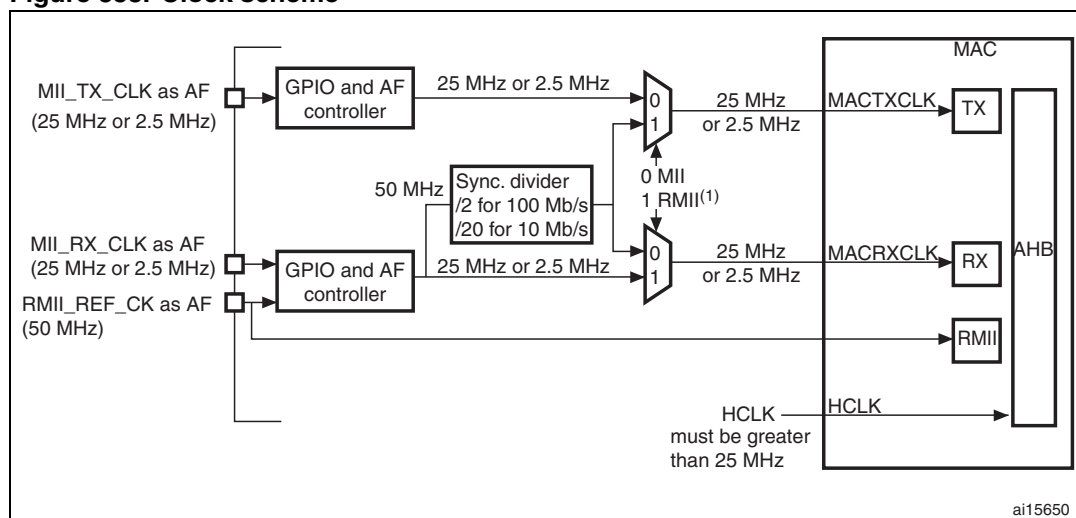 MAC
MII_TX_CLK as AF
(25 MHz or 2.5 MHz)
GPIO and AF
controller
25 MHz or 2.5 MHz
0
1
25 MHz
or 2.5 MHz
MACTXCLK
TX
50 MHz
Sync. divider
/2 for 100 Mb/s
/20 for 10 Mb/s
0 MII
1 RMII(1)
MII_RX_CLK as AF
(25 MHz or 2.5 MHz)
RMII_REF_CK as AF
(50 MHz)
GPIO and AF
controller
25 MHz or 2.5 MHz
0
1
25 MHz
or 2.5 MHz
MACRXCLK
RX
AHB
RMII
HCLK
must be greater
than 25 MHz
HCLK
ai15650